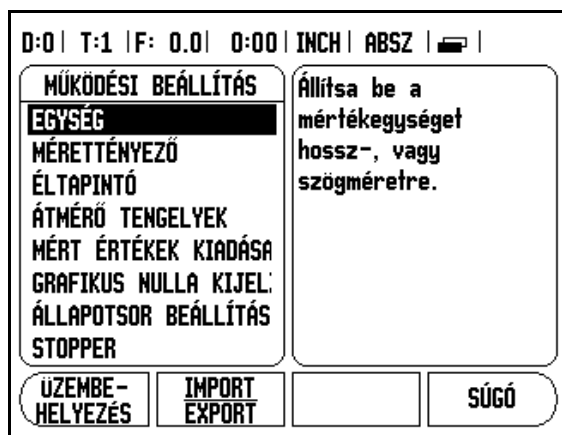 D:0 | T:1 | F: 0.0 | 0:00 | INCH | ABSZ |
MŰKÖDÉSI BEÁLLÍTÁS
EGYSÉG
MÉRETTÉNYEZŐ
ÉLTAPINTÓ
ÁTMÉRŐ TENGELYEK
MÉRT ÉRTÉKEK KIADÁSA
GRAFIKUS NULLA KIJEL.
ÁLLAPOTSOR BEÁLLÍTÁS
STOPPER
Állítsa be a
mértékegységet
hossz-, vagy
szögméretre.
ÜZEMBE-
HELYEZÉS
IMPORT
EXPORT
SÚGÓ